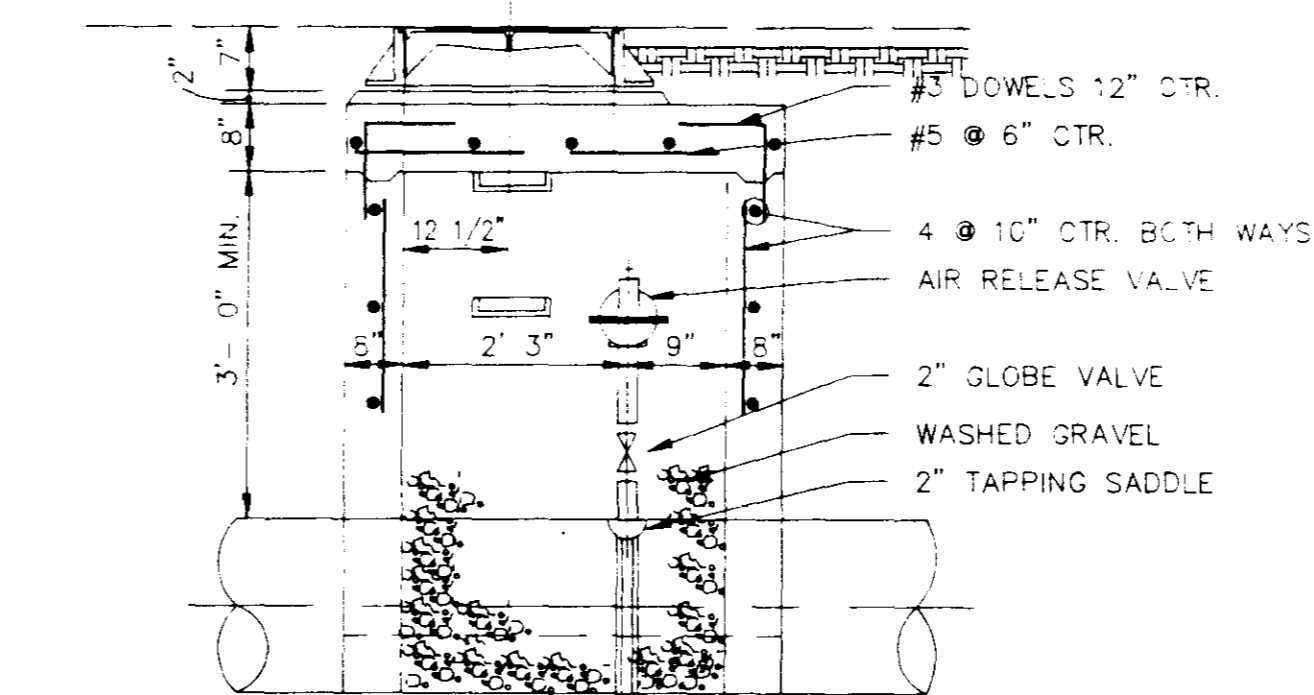 7"
2"
8"
3'- 0" MIN.
12 1/2"
8"
2' 3"
9"
8"
#3 DOWELS 12" CTR.
#5 @ 6" CTR.
4 @ 10" CTR. BOTH WAYS
AIR RELEASE VALVE
2" GLOBE VALVE
WASHED GRAVEL
2" TAPPING SADDLE